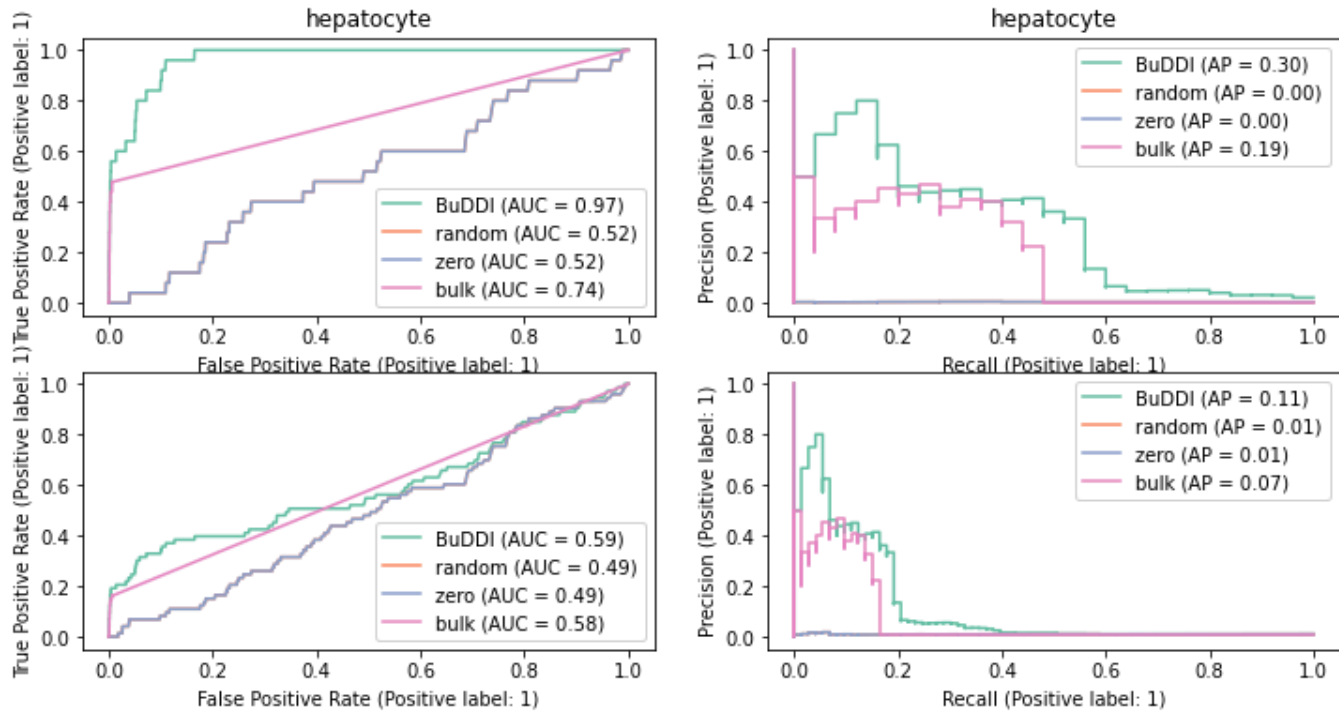 hepatocyte
True Positive Rate (Positive label: 1)
1.0
0.8
0.6
0.4
0.2
0.0
BuDDI (AUC = 0.97)
random (AUC = 0.52)
zero (AUC = 0.52)
bulk (AUC = 0.74)
0.0 0.2 0.4 0.6 0.8 1.0
False Positive Rate (Positive label: 1)
hepatocyte
Precision (Positive label: 1)
1.0
0.8
0.6
0.4
0.2
0.0
BuDDI (AP = 0.30)
random (AP = 0.00)
zero (AP = 0.00)
bulk (AP = 0.19)
0.0 0.2 0.4 0.6 0.8 1.0
Recall (Positive label: 1)
True Positive Rate (Positive label: 1)
1.0
0.8
0.6
0.4
0.2
0.0
BuDDI (AUC = 0.59)
random (AUC = 0.49)
zero (AUC = 0.49)
bulk (AUC = 0.58)
0.0 0.2 0.4 0.6 0.8 1.0
False Positive Rate (Positive label: 1)
Precision (Positive label: 1)
1.0
0.8
0.6
0.4
0.2
0.0
BuDDI (AP = 0.11)
random (AP = 0.01)
zero (AP = 0.01)
bulk (AP = 0.07)
0.0 0.2 0.4 0.6 0.8 1.0
Recall (Positive label: 1)